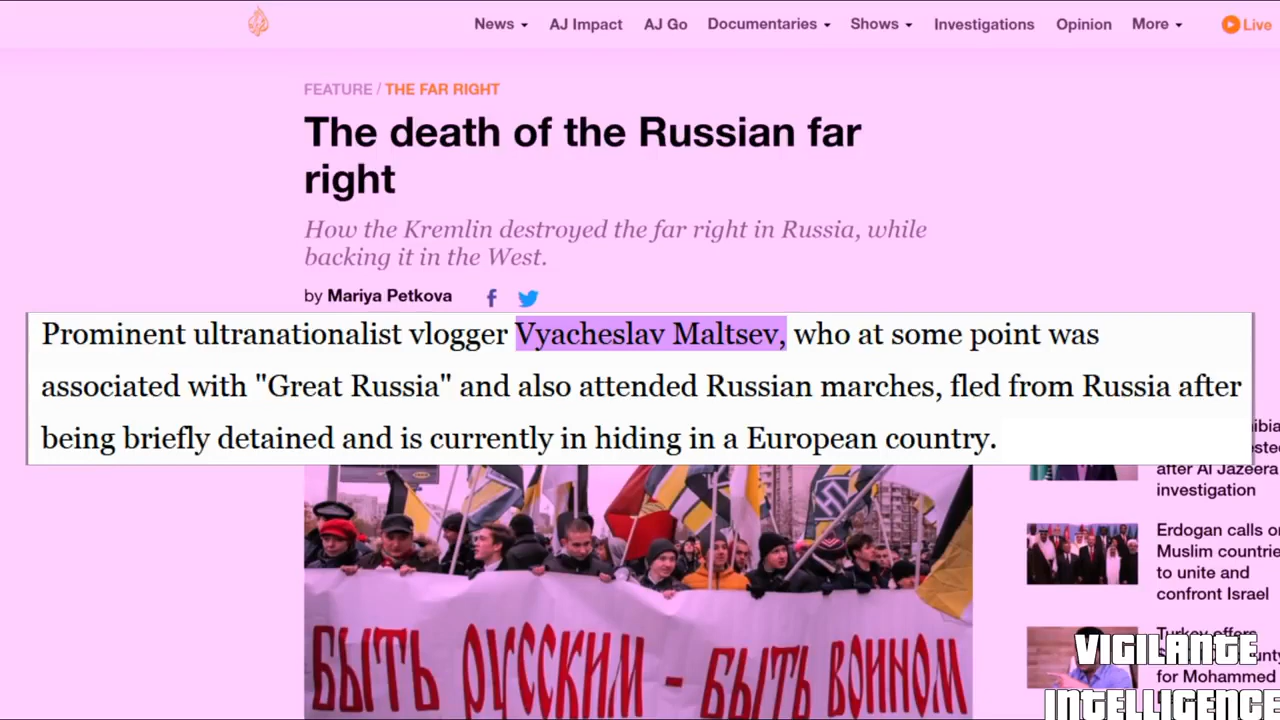 News AJ Impact AJ Go Documentaries Shows Investigations Opinion More Live
FEATURE / THE FAR RIGHT
The death of the Russian far
right
How the Kremlin destroyed the far right in Russia, while
backing it in the West.
by Mariya Petkova
Prominent ultranationalist vlogger Vyacheslav Maltsev, who at some point was
associated with "Great Russia" and also attended Russian marches, fled from Russia after
being briefly detained and is currently in hiding in a European country.
after Al Jazeera
investigation
Erdogan calls on
Muslim countrie
to unite and
confront Israel
Turkey offers
for Mohammed
БЫТЬ РУССКИМ - БЫТЬ ВОИНОМ
VIGILANTE
INTELLIGENCE